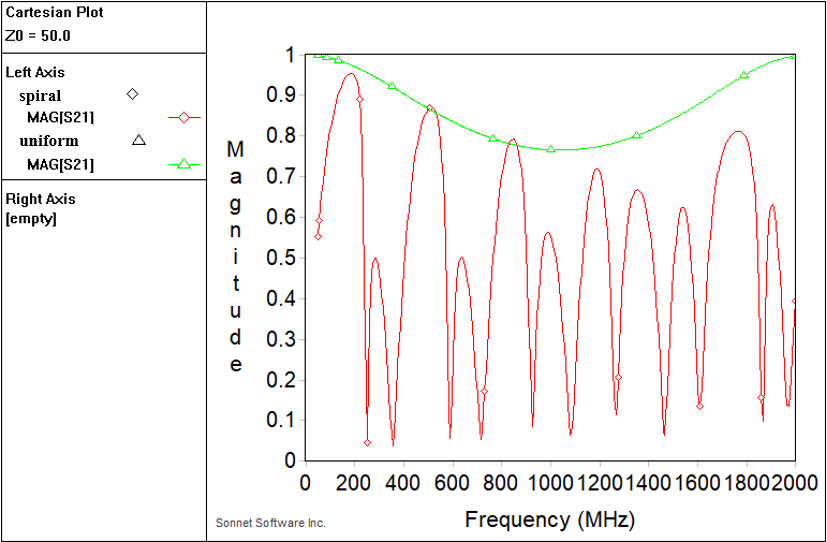 Cartesian Plot
Z0 = 50.0
Left Axis
spiral
MAG[S21]
uniform
MAG[S21]
Right Axis
[empty]
Magnitude
1
0.9
0.8
0.7
0.6
0.5
0.4
0.3
0.2
0.1
0
0 200 400 600 800 1000 1200 1400 1600 1800 2000
Frequency (MHz)
Sonnet Software Inc.